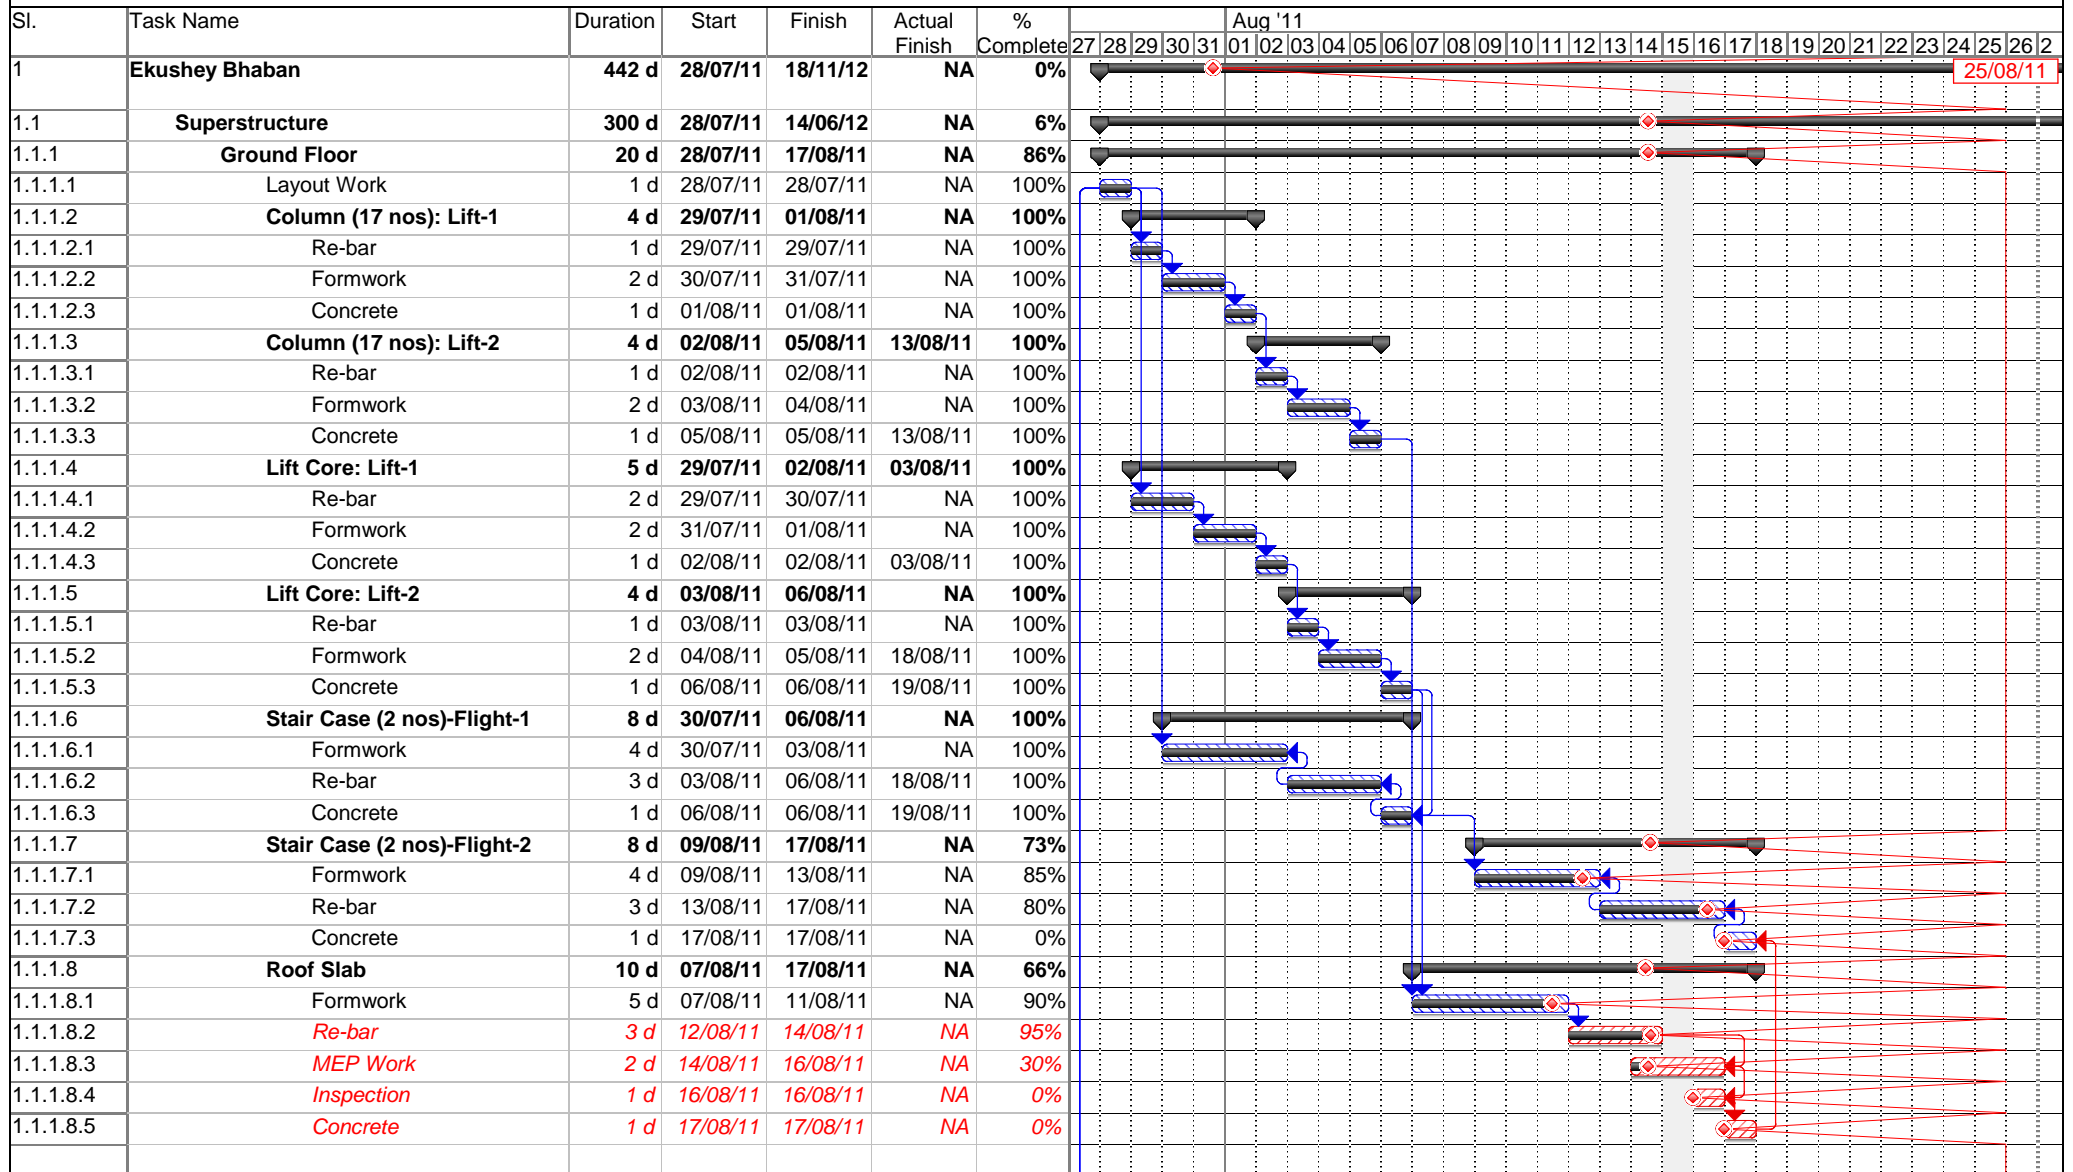 Sl. Task Name Duration Start Finish Actual Finish % Complete
Aug '11
27 28 29 30 31 01 02 03 04 05 06 07 08 09 10 11 12 13 14 15 16 17 18 19 20 21 22 23 24 25 26 2
1 Ekushey Bhaban 442 d 28/07/11 18/11/12 NA 0%
25/08/11
1.1 Superstructure 300 d 28/07/11 14/06/12 NA 6%
1.1.1 Ground Floor 20 d 28/07/11 17/08/11 NA 86%
1.1.1.1 Layout Work 1 d 28/07/11 28/07/11 NA 100%
1.1.1.2 Column (17 nos): Lift-1 4 d 29/07/11 01/08/11 NA 100%
1.1.1.2.1 Re-bar 1 d 29/07/11 29/07/11 NA 100%
1.1.1.2.2 Formwork 2 d 30/07/11 31/07/11 NA 100%
1.1.1.2.3 Concrete 1 d 01/08/11 01/08/11 NA 100%
1.1.1.3 Column (17 nos): Lift-2 4 d 02/08/11 05/08/11 13/08/11 100%
1.1.1.3.1 Re-bar 1 d 02/08/11 02/08/11 NA 100%
1.1.1.3.2 Formwork 2 d 03/08/11 04/08/11 NA 100%
1.1.1.3.3 Concrete 1 d 05/08/11 05/08/11 13/08/11 100%
1.1.1.4 Lift Core: Lift-1 5 d 29/07/11 02/08/11 03/08/11 100%
1.1.1.4.1 Re-bar 2 d 29/07/11 30/07/11 NA 100%
1.1.1.4.2 Formwork 2 d 31/07/11 01/08/11 NA 100%
1.1.1.4.3 Concrete 1 d 02/08/11 02/08/11 03/08/11 100%
1.1.1.5 Lift Core: Lift-2 4 d 03/08/11 06/08/11 NA 100%
1.1.1.5.1 Re-bar 1 d 03/08/11 03/08/11 NA 100%
1.1.1.5.2 Formwork 2 d 04/08/11 05/08/11 18/08/11 100%
1.1.1.5.3 Concrete 1 d 06/08/11 06/08/11 19/08/11 100%
1.1.1.6 Stair Case (2 nos)-Flight-1 8 d 30/07/11 06/08/11 NA 100%
1.1.1.6.1 Formwork 4 d 30/07/11 03/08/11 NA 100%
1.1.1.6.2 Re-bar 3 d 03/08/11 06/08/11 18/08/11 100%
1.1.1.6.3 Concrete 1 d 06/08/11 06/08/11 19/08/11 100%
1.1.1.7 Stair Case (2 nos)-Flight-2 8 d 09/08/11 17/08/11 NA 73%
1.1.1.7.1 Formwork 4 d 09/08/11 13/08/11 NA 85%
1.1.1.7.2 Re-bar 3 d 13/08/11 17/08/11 NA 80%
1.1.1.7.3 Concrete 1 d 17/08/11 17/08/11 NA 0%
1.1.1.8 Roof Slab 10 d 07/08/11 17/08/11 NA 66%
1.1.1.8.1 Formwork 5 d 07/08/11 11/08/11 NA 90%
1.1.1.8.2 Re-bar 3 d 12/08/11 14/08/11 NA 95%
1.1.1.8.3 MEP Work 2 d 14/08/11 16/08/11 NA 30%
1.1.1.8.4 Inspection 1 d 16/08/11 16/08/11 NA 0%
1.1.1.8.5 Concrete 1 d 17/08/11 17/08/11 NA 0%